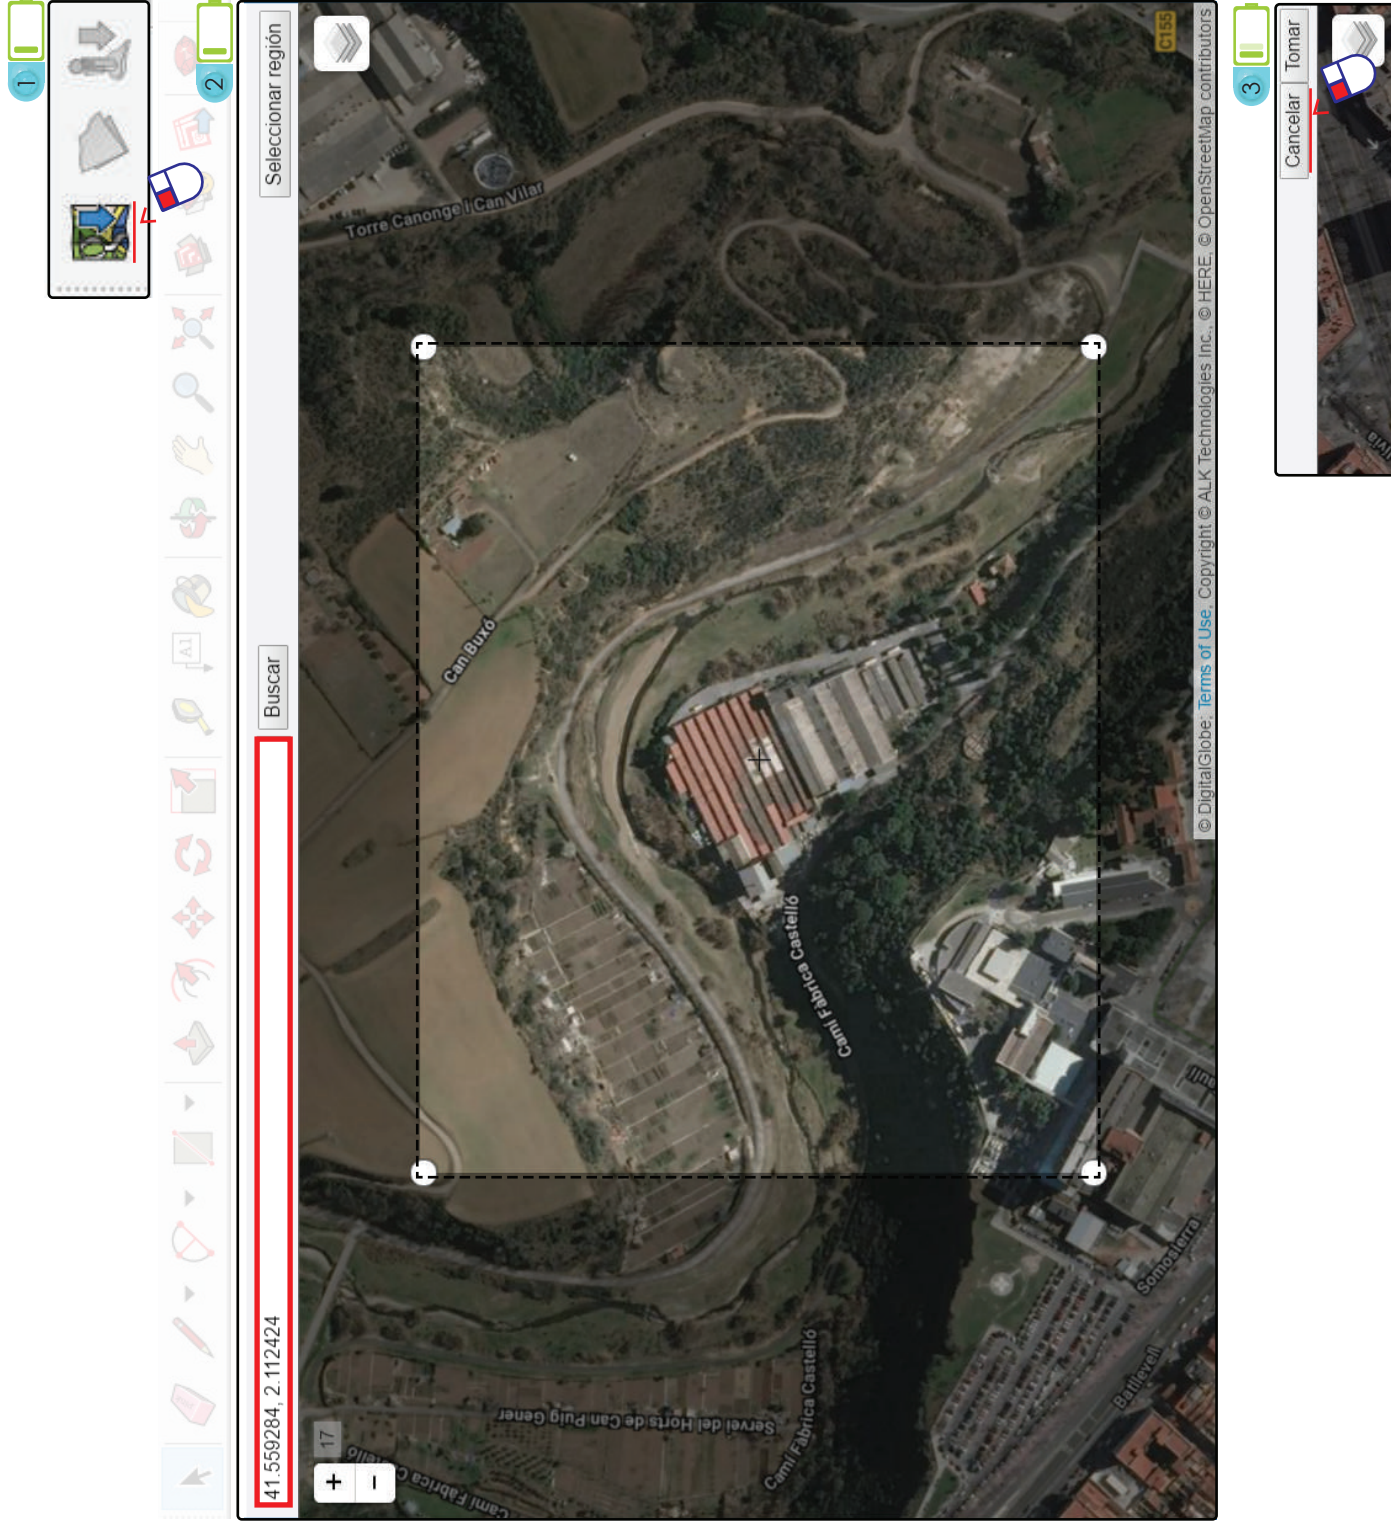 1
2
A1
41.559284, 2.112424
Buscar
Seleccionar región
17
+
−
Camí Fàbrica Castelló
Servei del Horts de Can Puig Gener
Camí Fàbrica Castelló
Can Buxó
Torre Canonge i Can Vilar
Camí Fàbrica Castelló
C155
Batllevell
Somosierra
© DigitalGlobe; Terms of Use, Copyright © ALK Technologies Inc., © HERE, © OpenStreetMap contributors
3
Cancelar
Tomar